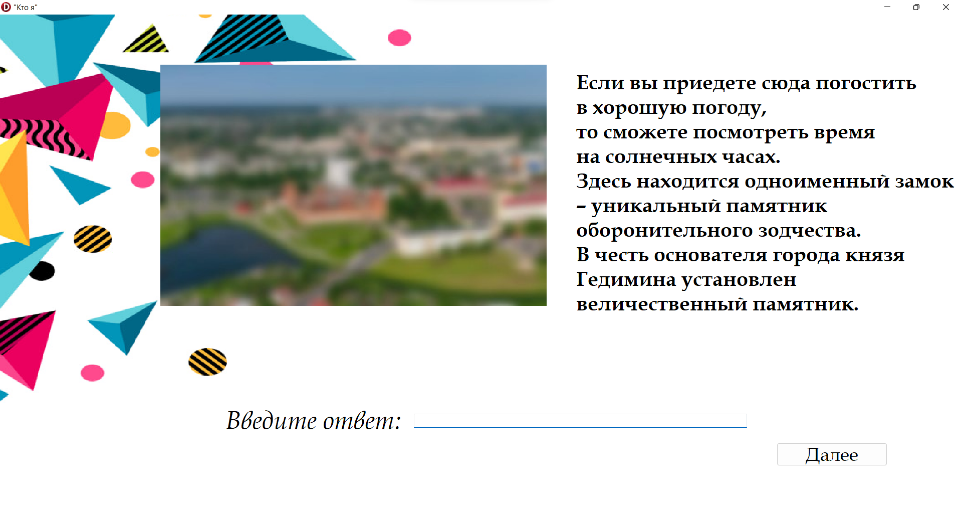 "Кто я"
Если вы приедете сюда погостить
в хорошую погоду,
то сможете посмотреть время
на солнечных часах.
Здесь находится одноименный замок
– уникальный памятник
оборонительного зодчества.
В честь основателя города князя
Гедимина установлен
величественный памятник.
Введите ответ:
Далее